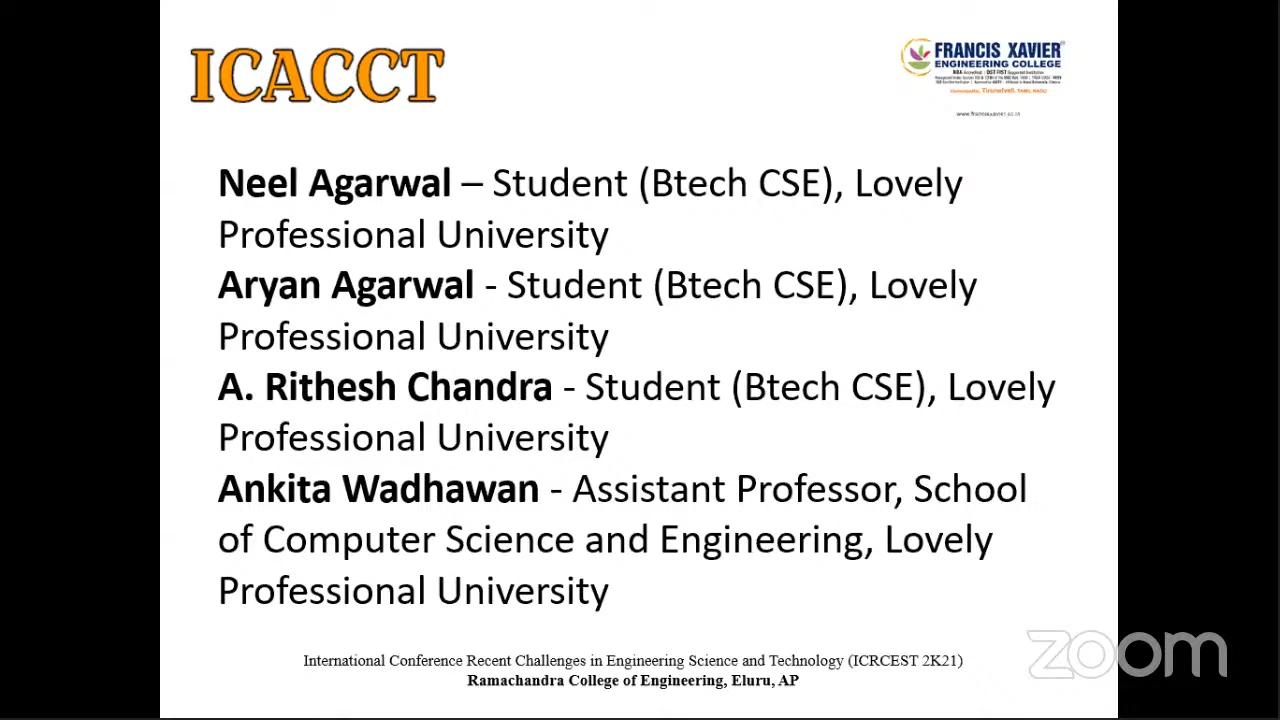 ICACCT
FRANCIS XAVIER
ENGINEERING COLLEGE
Neel Agarwal – Student (Btech CSE), Lovely
Professional University
Aryan Agarwal - Student (Btech CSE), Lovely
Professional University
A. Rithesh Chandra - Student (Btech CSE), Lovely
Professional University
Ankita Wadhawan - Assistant Professor, School
of Computer Science and Engineering, Lovely
Professional University
International Conference Recent Challenges in Engineering Science and Technology (ICRCEST 2K21)
Ramachandra College of Engineering, Eluru, AP
zoom